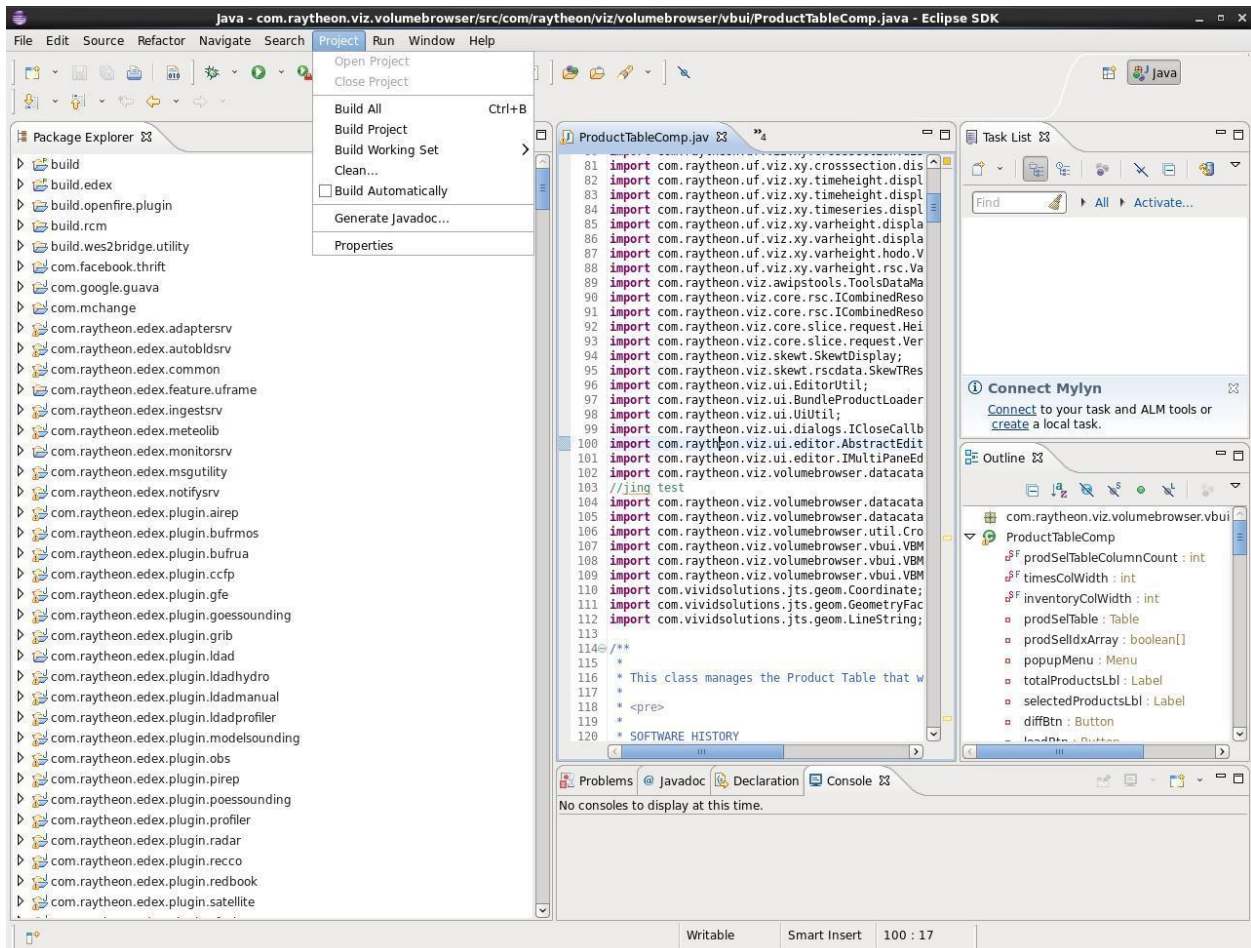 Java - com.raytheon.viz.volumebrowser/src/com/raytheon/viz/volumebrowser/vbui/ProductTableComp.java - Eclipse SDK
File Edit Source Refactor Navigate Search Project Run Window Help
Open Project
Close Project
Build All Ctrl+B
Build Project
Build Working Set
Clean...
Build Automatically
Generate Javadoc...
Properties
Java
Package Explorer
build
build.edex
build.openfire.plugin
build.rcm
build.wes2bridge.utility
com.facebook.thrift
com.google.guava
com.mchange
com.raytheon.edex.adaptersrv
com.raytheon.edex.autobldsrv
com.raytheon.edex.common
com.raytheon.edex.feature.uframe
com.raytheon.edex.ingestsrv
com.raytheon.edex.meteolib
com.raytheon.edex.monitorsrv
com.raytheon.edex.msgutility
com.raytheon.edex.notifysrv
com.raytheon.edex.plugin.airep
com.raytheon.edex.plugin.bufrmos
com.raytheon.edex.plugin.bufrua
com.raytheon.edex.plugin.ccfp
com.raytheon.edex.plugin.gfe
com.raytheon.edex.plugin.goessounding
com.raytheon.edex.plugin.grib
com.raytheon.edex.plugin.ldad
com.raytheon.edex.plugin.ldadhydro
com.raytheon.edex.plugin.ldadmanual
com.raytheon.edex.plugin.ldadprofiler
com.raytheon.edex.plugin.modelsounding
com.raytheon.edex.plugin.obs
com.raytheon.edex.plugin.pirep
com.raytheon.edex.plugin.poessounding
com.raytheon.edex.plugin.profiler
com.raytheon.edex.plugin.radar
com.raytheon.edex.plugin.recco
com.raytheon.edex.plugin.redbook
com.raytheon.edex.plugin.satellite
ProductTableComp.jav
»4
81 import com.raytheon.uf.viz.xy.crosssection.dis
82 import com.raytheon.uf.viz.xy.timeheight.displ
83 import com.raytheon.uf.viz.xy.timeheight.displ
84 import com.raytheon.uf.viz.xy.timeseries.displ
85 import com.raytheon.uf.viz.xy.varheight.displa
86 import com.raytheon.uf.viz.xy.varheight.displa
87 import com.raytheon.uf.viz.xy.varheight.hodo.V
88 import com.raytheon.uf.viz.xy.varheight.rsc.Va
89 import com.raytheon.viz.awipstools.ToolsDataMa
90 import com.raytheon.viz.core.rsc.ICombinedReso
91 import com.raytheon.viz.core.rsc.ICombinedReso
92 import com.raytheon.viz.core.slice.request.Hei
93 import com.raytheon.viz.core.slice.request.Ver
94 import com.raytheon.viz.skewt.SkewtDisplay;
95 import com.raytheon.viz.skewt.rscdata.SkewTRes
96 import com.raytheon.viz.ui.EditorUtil;
97 import com.raytheon.viz.ui.BundleProductLoader
98 import com.raytheon.viz.ui.UiUtil;
99 import com.raytheon.viz.ui.dialogs.ICloseCallb
100 import com.raytheon.viz.ui.editor.AbstractEdit
101 import com.raytheon.viz.ui.editor.IMultiPaneEd
102 import com.raytheon.viz.volumebrowser.datacata
103 //jing test
104 import com.raytheon.viz.volumebrowser.datacata
105 import com.raytheon.viz.volumebrowser.datacata
106 import com.raytheon.viz.volumebrowser.util.Cro
107 import com.raytheon.viz.volumebrowser.vbui.VBM
108 import com.raytheon.viz.volumebrowser.vbui.VBM
109 import com.raytheon.viz.volumebrowser.vbui.VBM
110 import com.vividsolutions.jts.geom.Coordinate;
111 import com.vividsolutions.jts.geom.GeometryFac
112 import com.vividsolutions.jts.geom.LineString;
113
114 /**
115 *
116 * This class manages the Product Table that w
117 *
118 * <pre>
119 *
120 * SOFTWARE HISTORY
Task List
Find All Activate...
Connect Mylyn
Connect to your task and ALM tools or
create a local task.
Outline
com.raytheon.viz.volumebrowser.vbui
ProductTableComp
prodSelTableColumnCount : int
timesColWidth : int
inventoryColWidth : int
prodSelTable : Table
prodSelIdxArray : boolean[]
popupMenu : Menu
totalProductsLbl : Label
selectedProductsLbl : Label
diffBtn : Button
loadBtn : Button
Problems Javadoc Declaration Console
No consoles to display at this time.
Writable Smart Insert 100 : 17